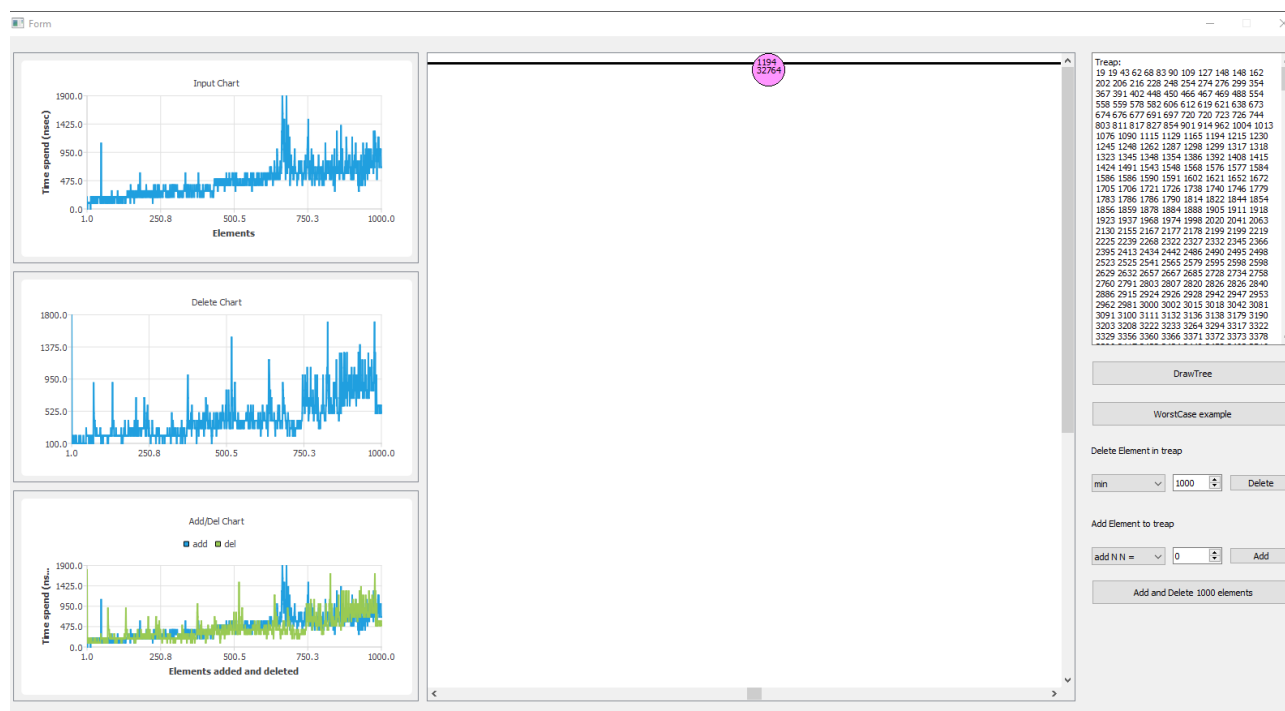 Form
Input Chart
Time spend (nsec)
1900.0
1425.0
950.0
475.0
0.0
1.0 250.8 500.5 750.3 1000.0
Elements
Delete Chart
1800.0
1375.0
950.0
525.0
100.0
1.0 250.8 500.5 750.3 1000.0
Add/Del Chart
add del
Time spend (ns...
1900.0
1425.0
950.0
475.0
0.0
1.0 250.8 500.5 750.3 1000.0
Elements added and deleted
1194
32764
Treap:
19 19 43 62 68 83 90 109 127 148 148 162
202 206 216 228 248 254 274 276 299 354
367 391 402 448 450 466 467 469 488 554
558 559 578 582 606 612 619 621 638 673
674 676 677 691 697 720 720 723 726 744
803 811 817 827 854 901 914 962 1004 1013
1076 1090 1115 1129 1165 1194 1215 1230
1245 1248 1262 1287 1298 1299 1317 1318
1323 1345 1348 1354 1386 1392 1408 1415
1424 1491 1543 1548 1568 1576 1577 1584
1586 1586 1590 1591 1602 1621 1652 1672
1705 1706 1721 1726 1738 1740 1746 1779
1783 1786 1786 1790 1814 1822 1844 1854
1856 1859 1878 1884 1888 1905 1911 1918
1923 1937 1968 1974 1998 2020 2041 2063
2130 2155 2167 2177 2178 2199 2199 2219
2225 2239 2268 2322 2327 2332 2345 2366
2395 2413 2434 2442 2486 2490 2495 2498
2523 2525 2541 2565 2579 2595 2598 2598
2629 2632 2657 2667 2685 2728 2734 2758
2760 2791 2803 2807 2820 2826 2826 2840
2886 2915 2924 2926 2928 2942 2947 2953
2962 2981 3000 3002 3015 3018 3042 3081
3091 3100 3111 3132 3136 3138 3179 3190
3203 3208 3222 3233 3264 3294 3317 3322
3329 3356 3360 3366 3371 3372 3373 3378
DrawTree
WorstCase example
Delete Element in treap
min 1000 Delete
Add Element to treap
add N N = 0 Add
Add and Delete 1000 elements